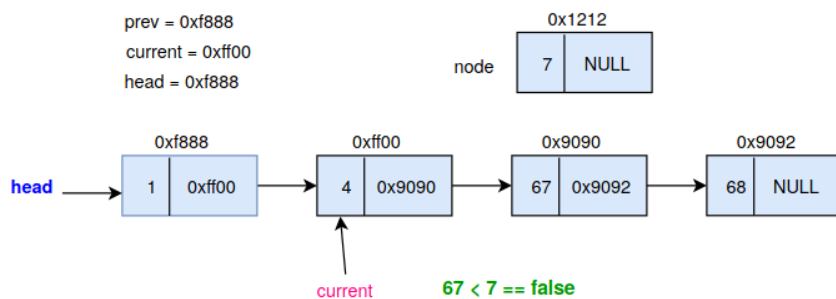 prev = 0xf888
current = 0xff00
head = 0xf888
0x1212
node
7 NULL
0xf888 0xff00 0x9090 0x9092
head
1 0xff00
4 0x9090
67 0x9092
68 NULL
current
67 < 7 == false